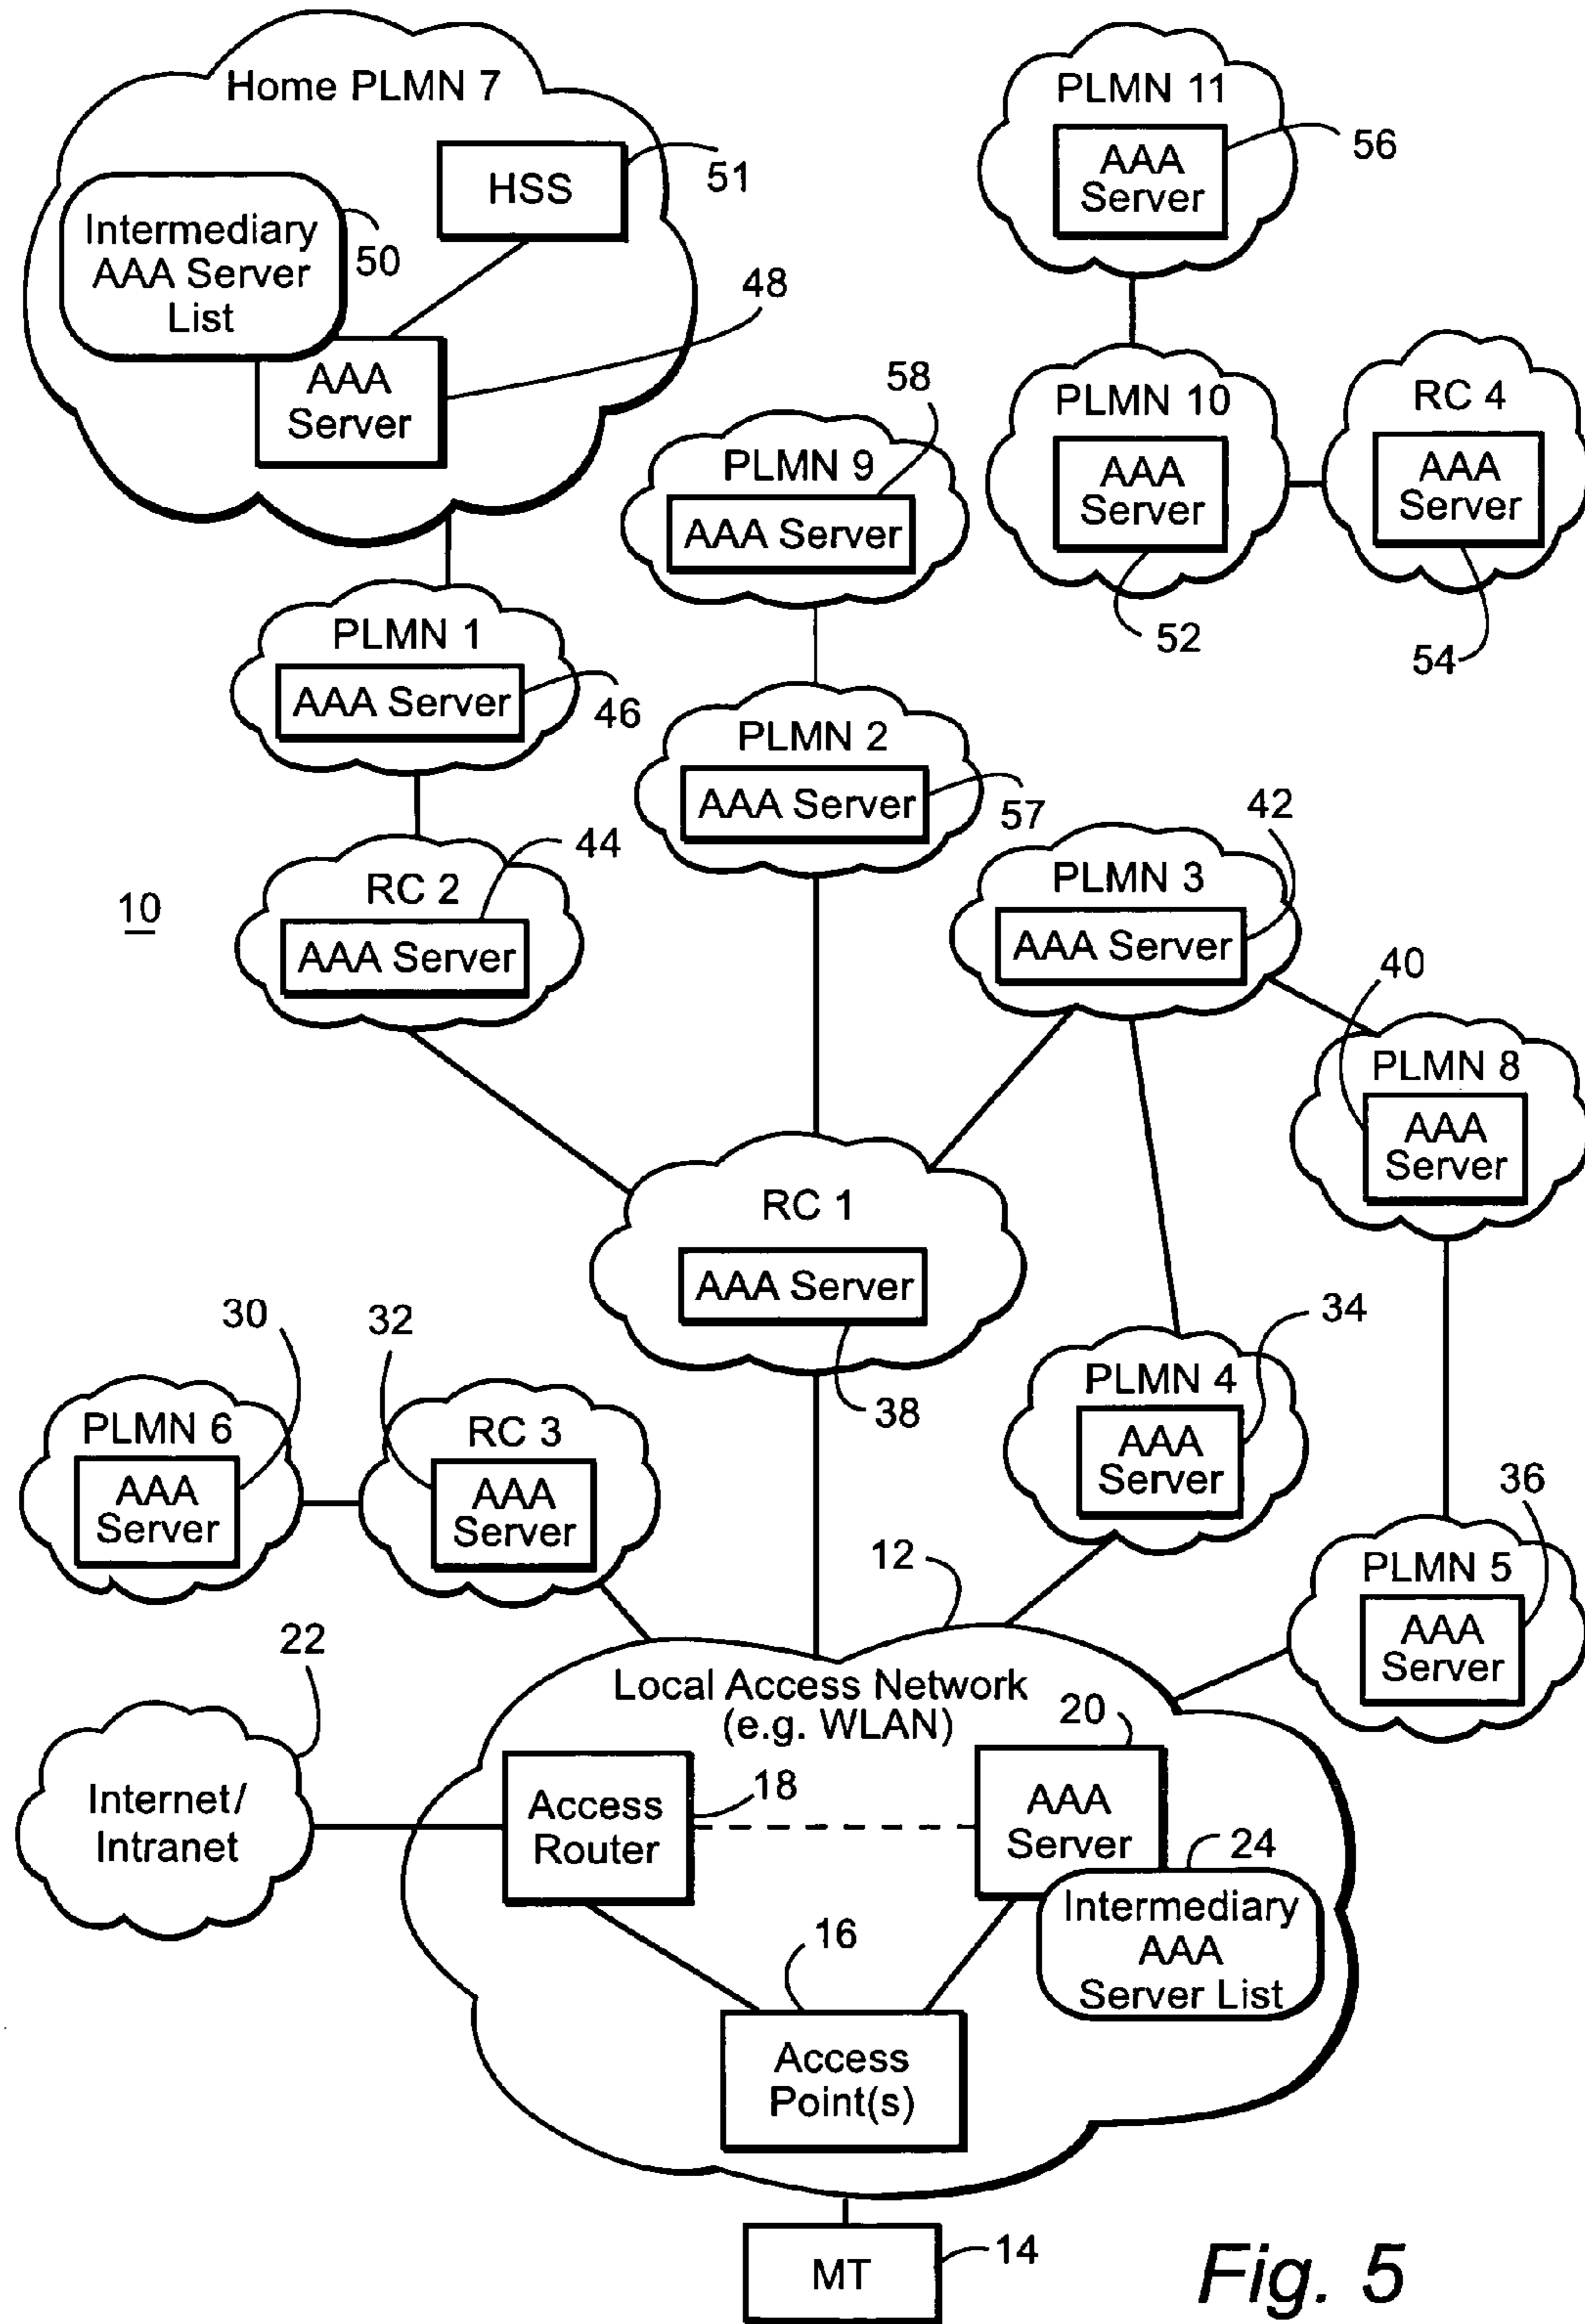 Home PLMN 7
HSS
51
Intermediary
AAA Server
List
50
48
AAA
Server
PLMN 11
AAA
Server
56
PLMN 10
AAA
Server
52
RC 4
AAA
Server
54
58
PLMN 9
AAA Server
PLMN 1
AAA Server
46
PLMN 2
AAA Server
57
10
RC 2
44
AAA Server
PLMN 3
42
AAA Server
40
PLMN 8
AAA
Server
RC 1
AAA Server
38
30
PLMN 6
AAA
Server
32
RC 3
AAA
Server
34
PLMN 4
AAA
Server
36
PLMN 5
AAA
Server
12
22
Internet/
Intranet
Local Access Network
(e.g. WLAN)
Access
Router
18
20
AAA
Server
24
Intermediary
AAA
Server List
16
Access
Point(s)
MT
14
Fig. 5